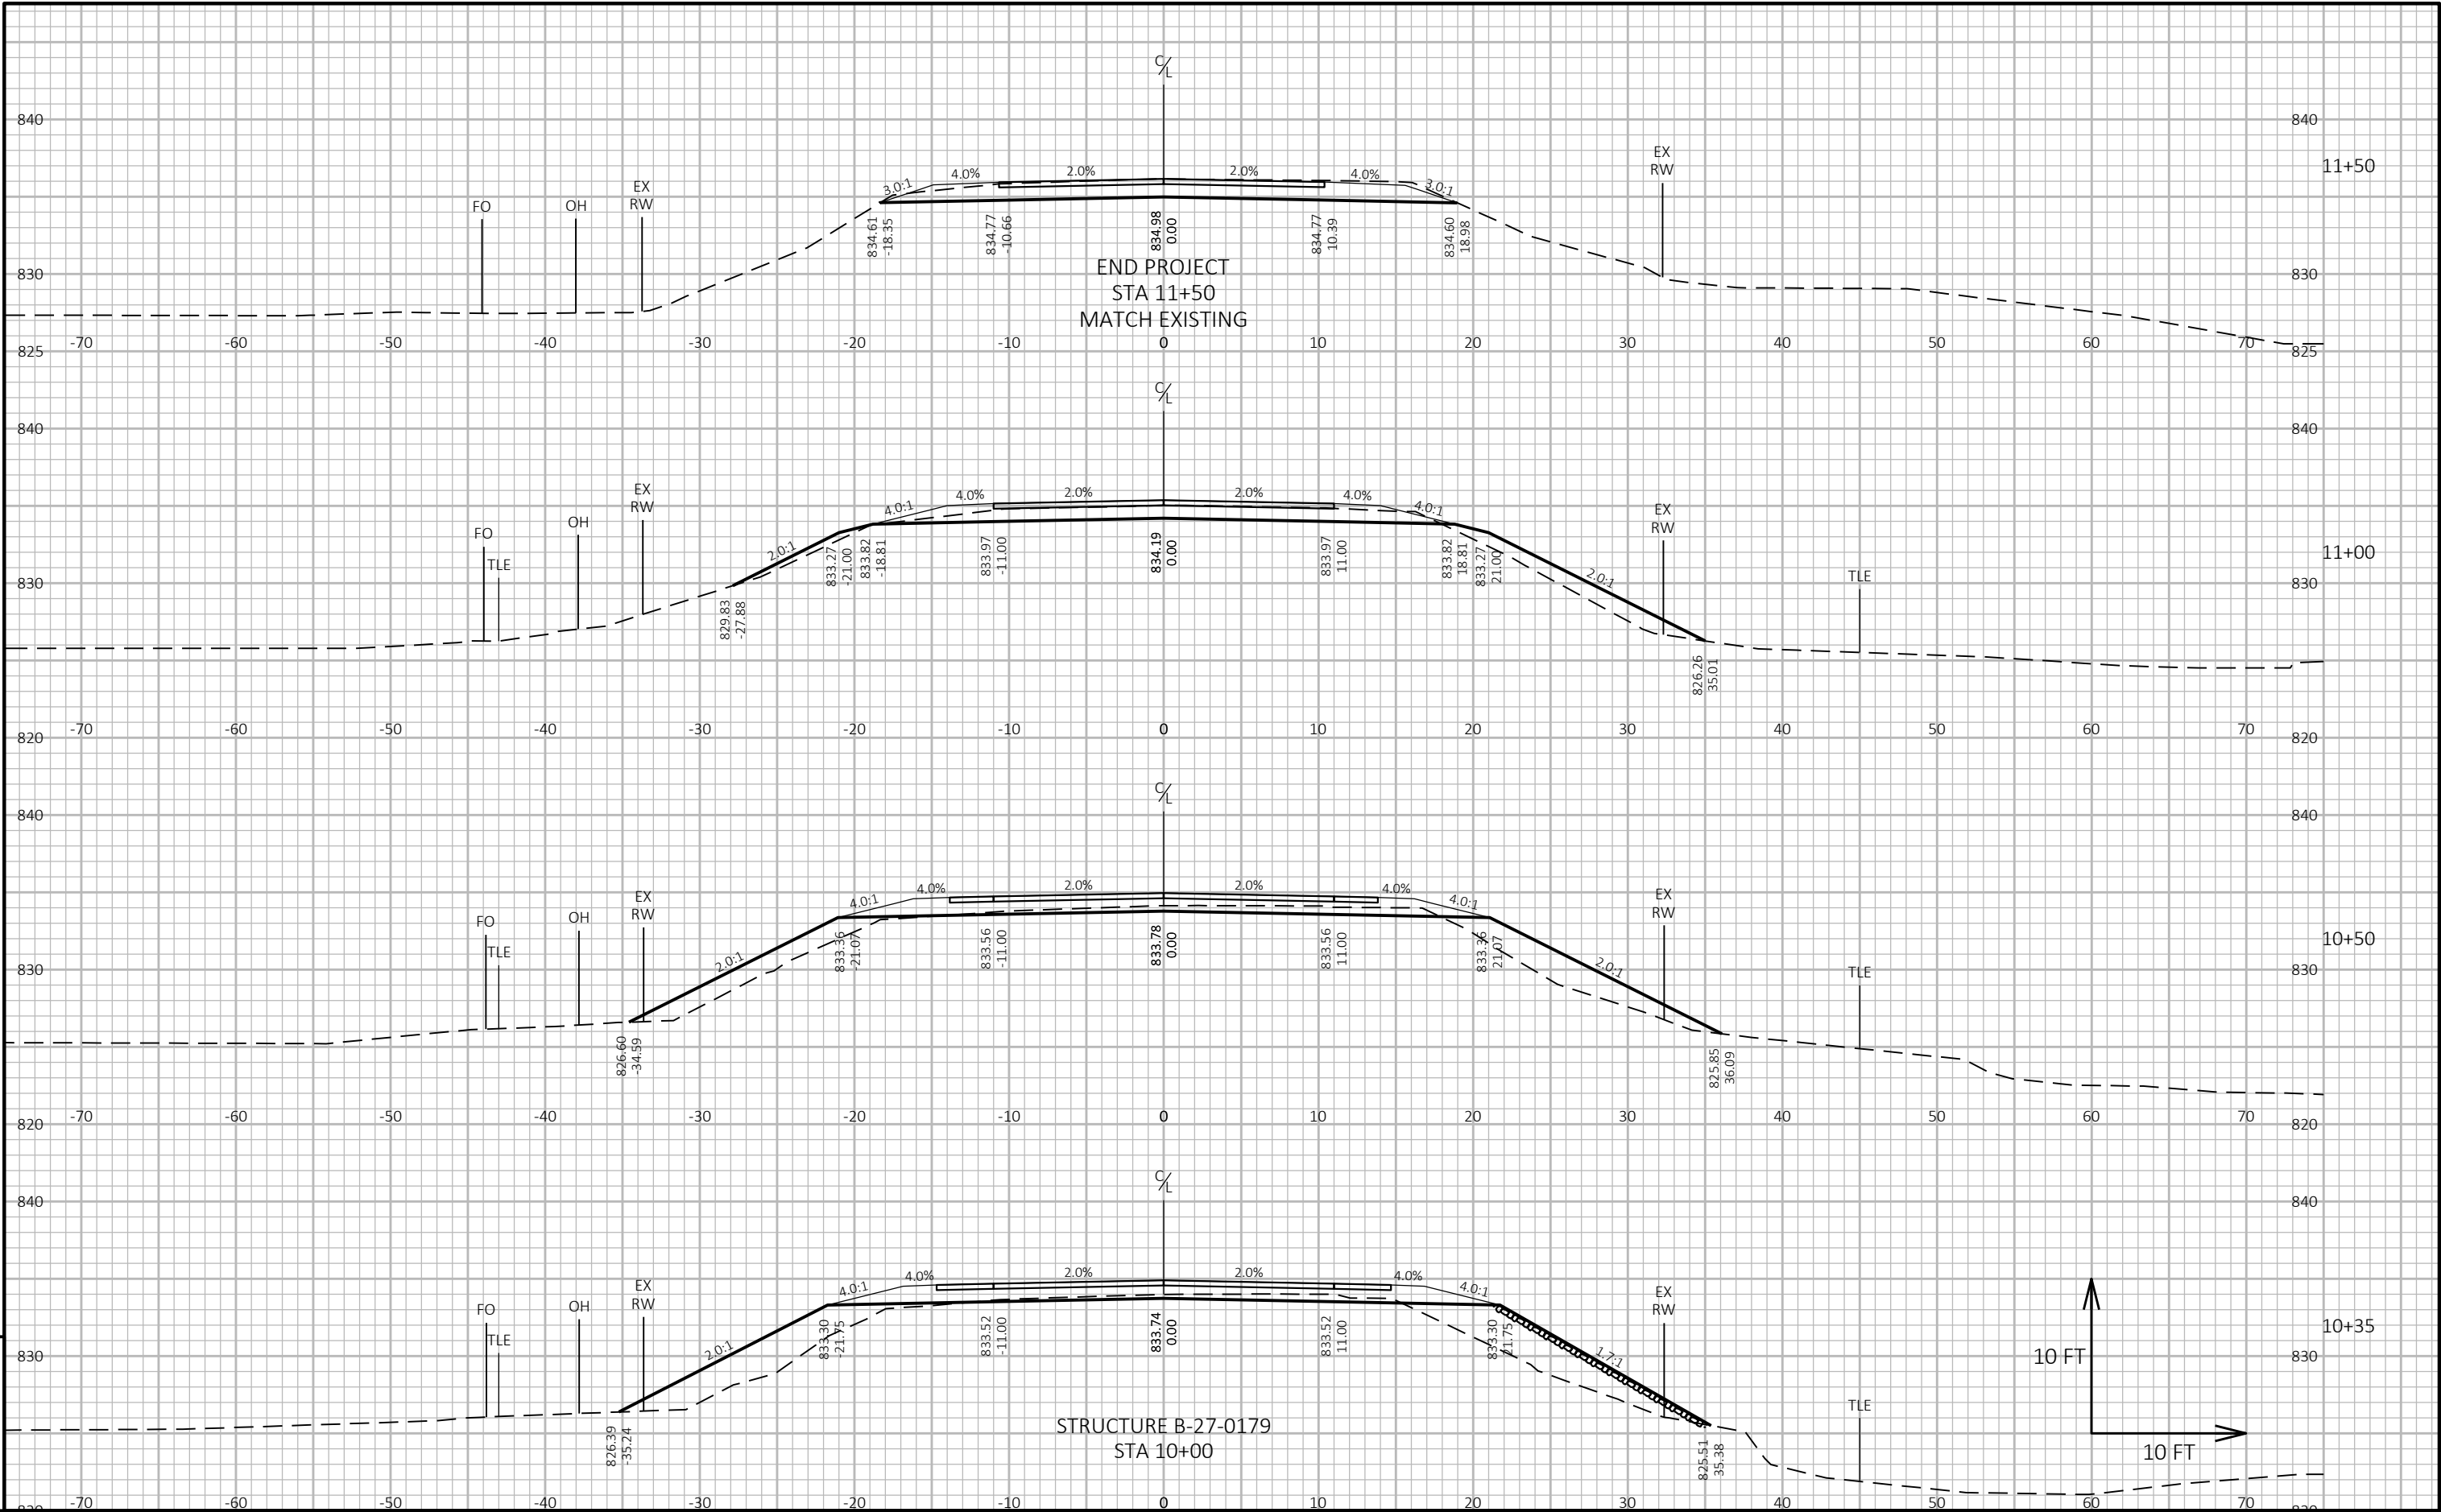 C/L
840 840
EX
RW
11+50
3.0:1 4.0% 2.0% 2.0% 4.0% 3.0:1
FO OH EX
RW
834.61
-18.35
834.77
-10.66
834.98
0.00
834.77
10.39
834.60
18.98
830 830
END PROJECT
STA 11+50
MATCH EXISTING
-70 -60 -50 -40 -30 -20 -10 0 10 20 30 40 50 60 70
825 825
C/L
840 840
EX
RW
4.0:1 4.0% 2.0% 2.0% 4.0% 4.0:1
EX
RW
FO TLE OH
2.0:1
2.0:1
11+00
TLE
830 830
829.83
-27.88
833.27
-21.00
833.82
-18.81
833.97
-11.00
834.19
0.00
833.97
11.00
833.82
18.81
833.27
21.00
826.26
35.01
-70 -60 -50 -40 -30 -20 -10 0 10 20 30 40 50 60 70
820 820
C/L
840 840
4.0:1 4.0% 2.0% 2.0% 4.0% 4.0:1
EX
RW
EX
RW
FO TLE OH
2.0:1
2.0:1
10+50
TLE
830 830
826.60
-34.59
833.36
-21.07
833.56
-11.00
833.78
0.00
833.56
11.00
833.36
21.07
825.85
36.09
-70 -60 -50 -40 -30 -20 -10 0 10 20 30 40 50 60 70
820 820
C/L
840 840
4.0:1 4.0% 2.0% 2.0% 4.0% 4.0:1
EX
RW
EX
RW
FO TLE OH
2.0:1
1.7:1
10+35
TLE
830 830
826.39
-35.24
833.30
-21.75
833.52
-11.00
833.74
0.00
833.52
11.00
833.30
21.75
825.51
35.38
STRUCTURE B-27-0179
STA 10+00
10 FT
10 FT
-70 -60 -50 -40 -30 -20 -10 0 10 20 30 40 50 60 70